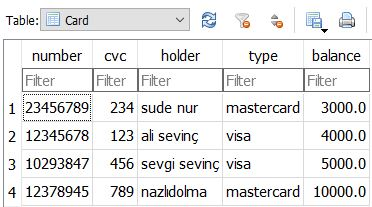 Table: Card
number cvc holder type balance
Filter Filter Filter Filter Filter
1 23456789 234 sude nur mastercard 3000.0
2 12345678 123 ali sevinç visa 4000.0
3 10293847 456 sevgi sevinç visa 5000.0
4 12378945 789 nazlıdolma mastercard 10000.0